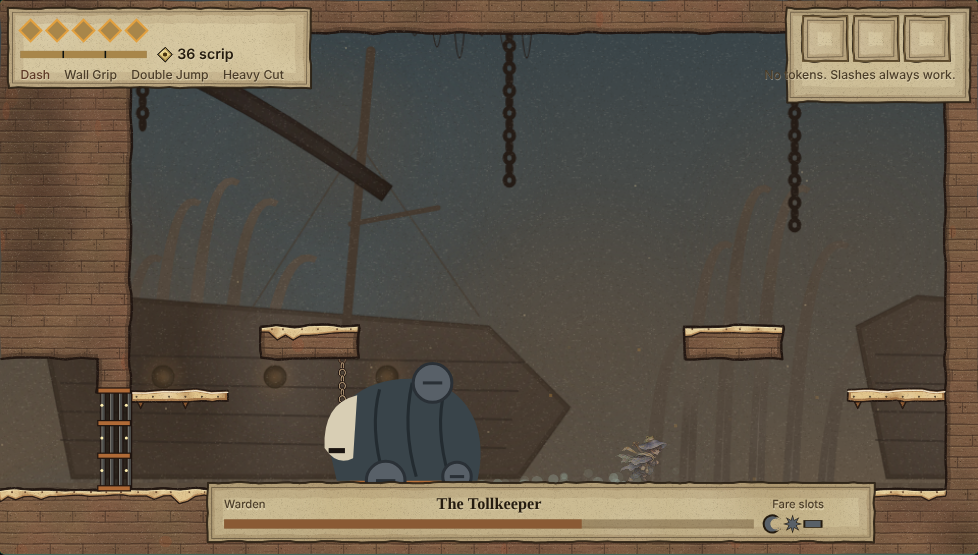 36 scrip
Dash Wall Grip Double Jump Heavy Cut
No tokens. Slashes always work.
Warden The Tollkeeper Fare slots